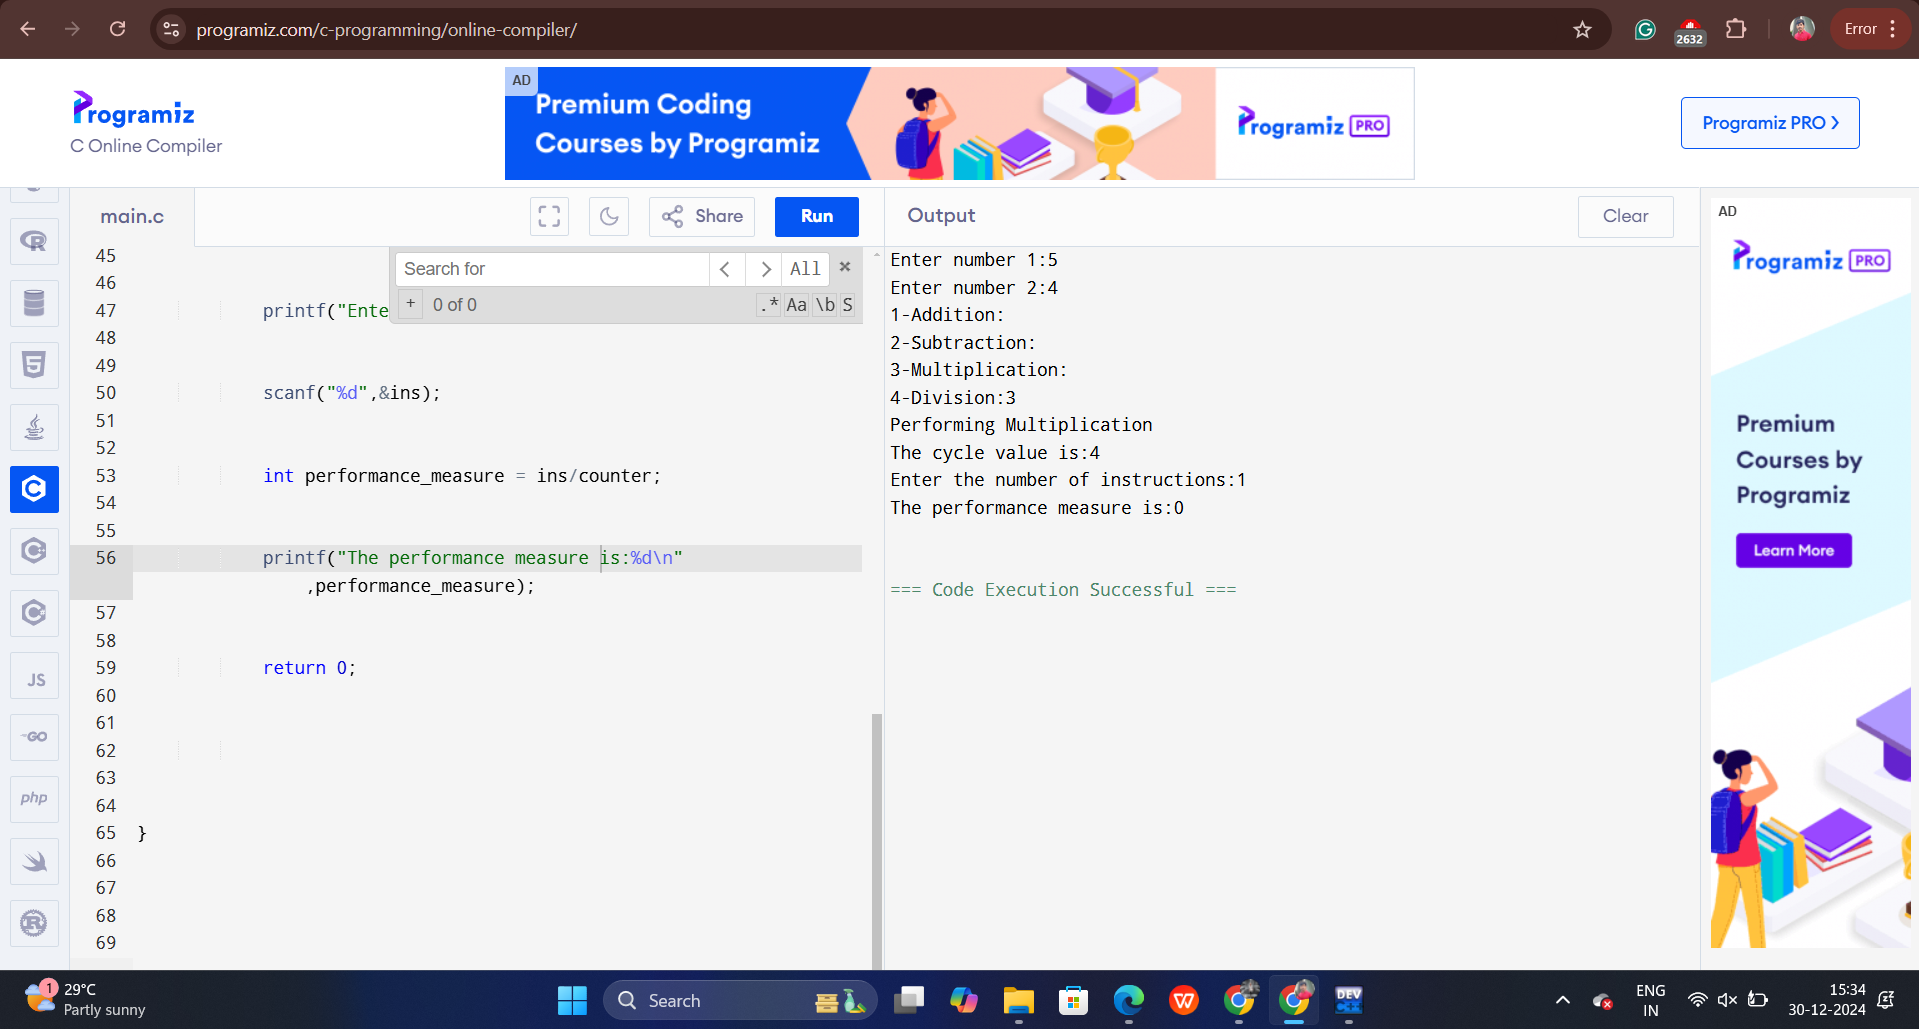 programiz.com/c-programming/online-compiler/
2632
Error
Programiz
C Online Compiler
AD
Premium Coding
Courses by Programiz
Programiz PRO
Programiz PRO
main.c
Share
Run
Output
Clear
AD
Programiz PRO
Search for
All
+
0 of 0
.*
Aa
\b
S
45
46
47 printf("Ente
48
49
50 scanf("%d",&ins);
51
52
53 int performance_measure = ins/counter;
54
55
56 printf("The performance measure is:%d\n"
,performance_measure);
57
58
59 return 0;
60
61
62
63
64
65 }
66
67
68
69
Enter number 1:5
Enter number 2:4
1-Addition:
2-Subtraction:
3-Multiplication:
4-Division:3
Performing Multiplication
The cycle value is:4
Enter the number of instructions:1
The performance measure is:0
=== Code Execution Successful ===
Premium
Courses by
Programiz
Learn More
JS
GO
php
1
29°C
Partly sunny
Search
DEV
ENG
IN
15:34
30-12-2024